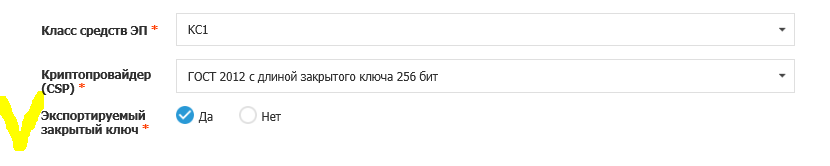 Класс средств ЭП * КС1
Криптопровайдер
(CSP) * ГОСТ 2012 с длиной закрытого ключа 256 бит
Экспортируемый
закрытый ключ * Да Нет